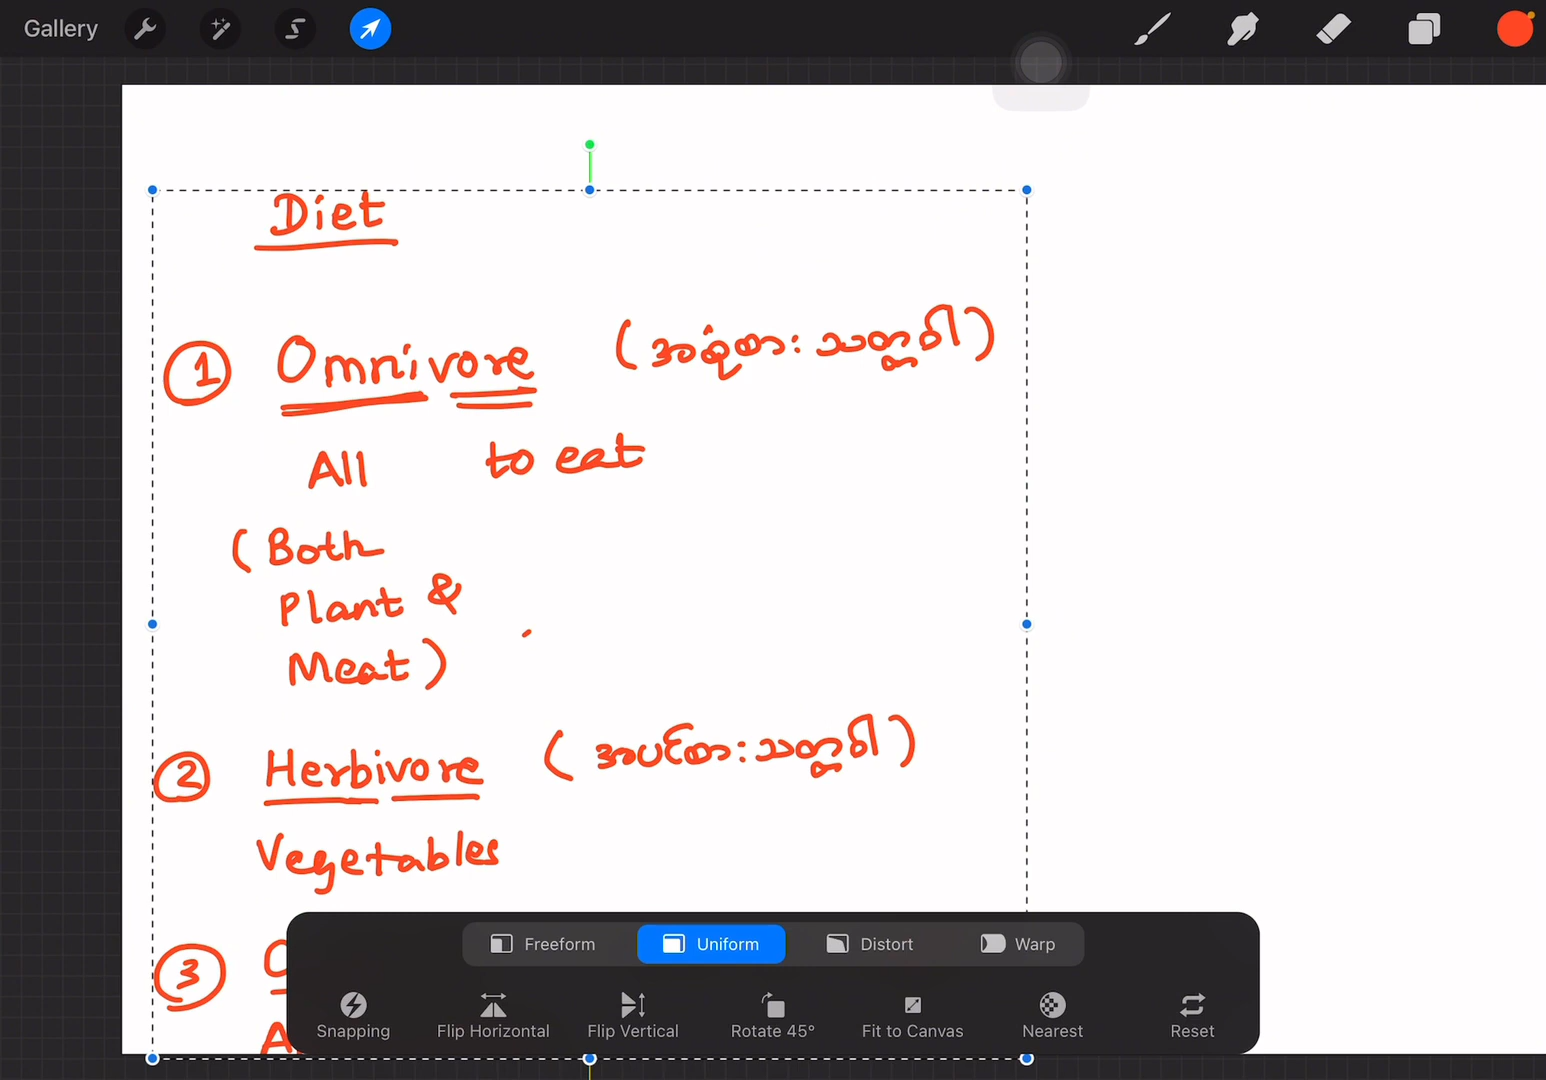 Gallery
Diet
1 Omnivore (အစုံစား သတ္တဝါ)
All to eat
(Both
Plant &
Meat)
2 Herbivore (အပင်စား သတ္တဝါ)
Vegetables
3 C
A
Freeform Uniform Distort Warp
Snapping Flip Horizontal Flip Vertical Rotate 45° Fit to Canvas Nearest Reset